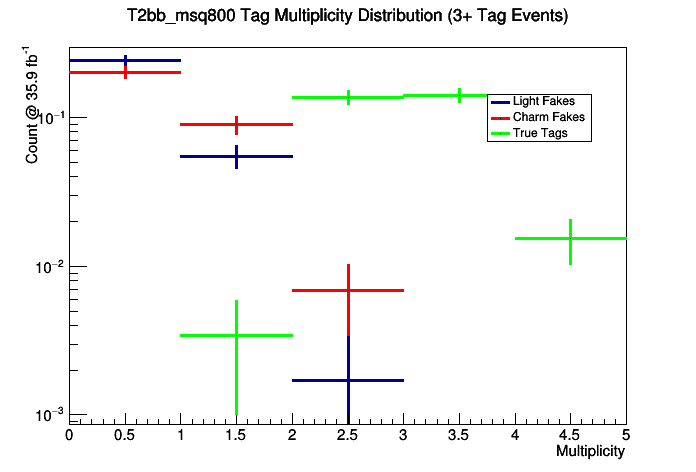 T2bb_msq800 Tag Multiplicity Distribution (3+ Tag Events)
Count @ 35.9 fb⁻¹
10⁻¹
10⁻²
10⁻³
Light Fakes
Charm Fakes
True Tags
0 0.5 1 1.5 2 2.5 3 3.5 4 4.5 5
Multiplicity